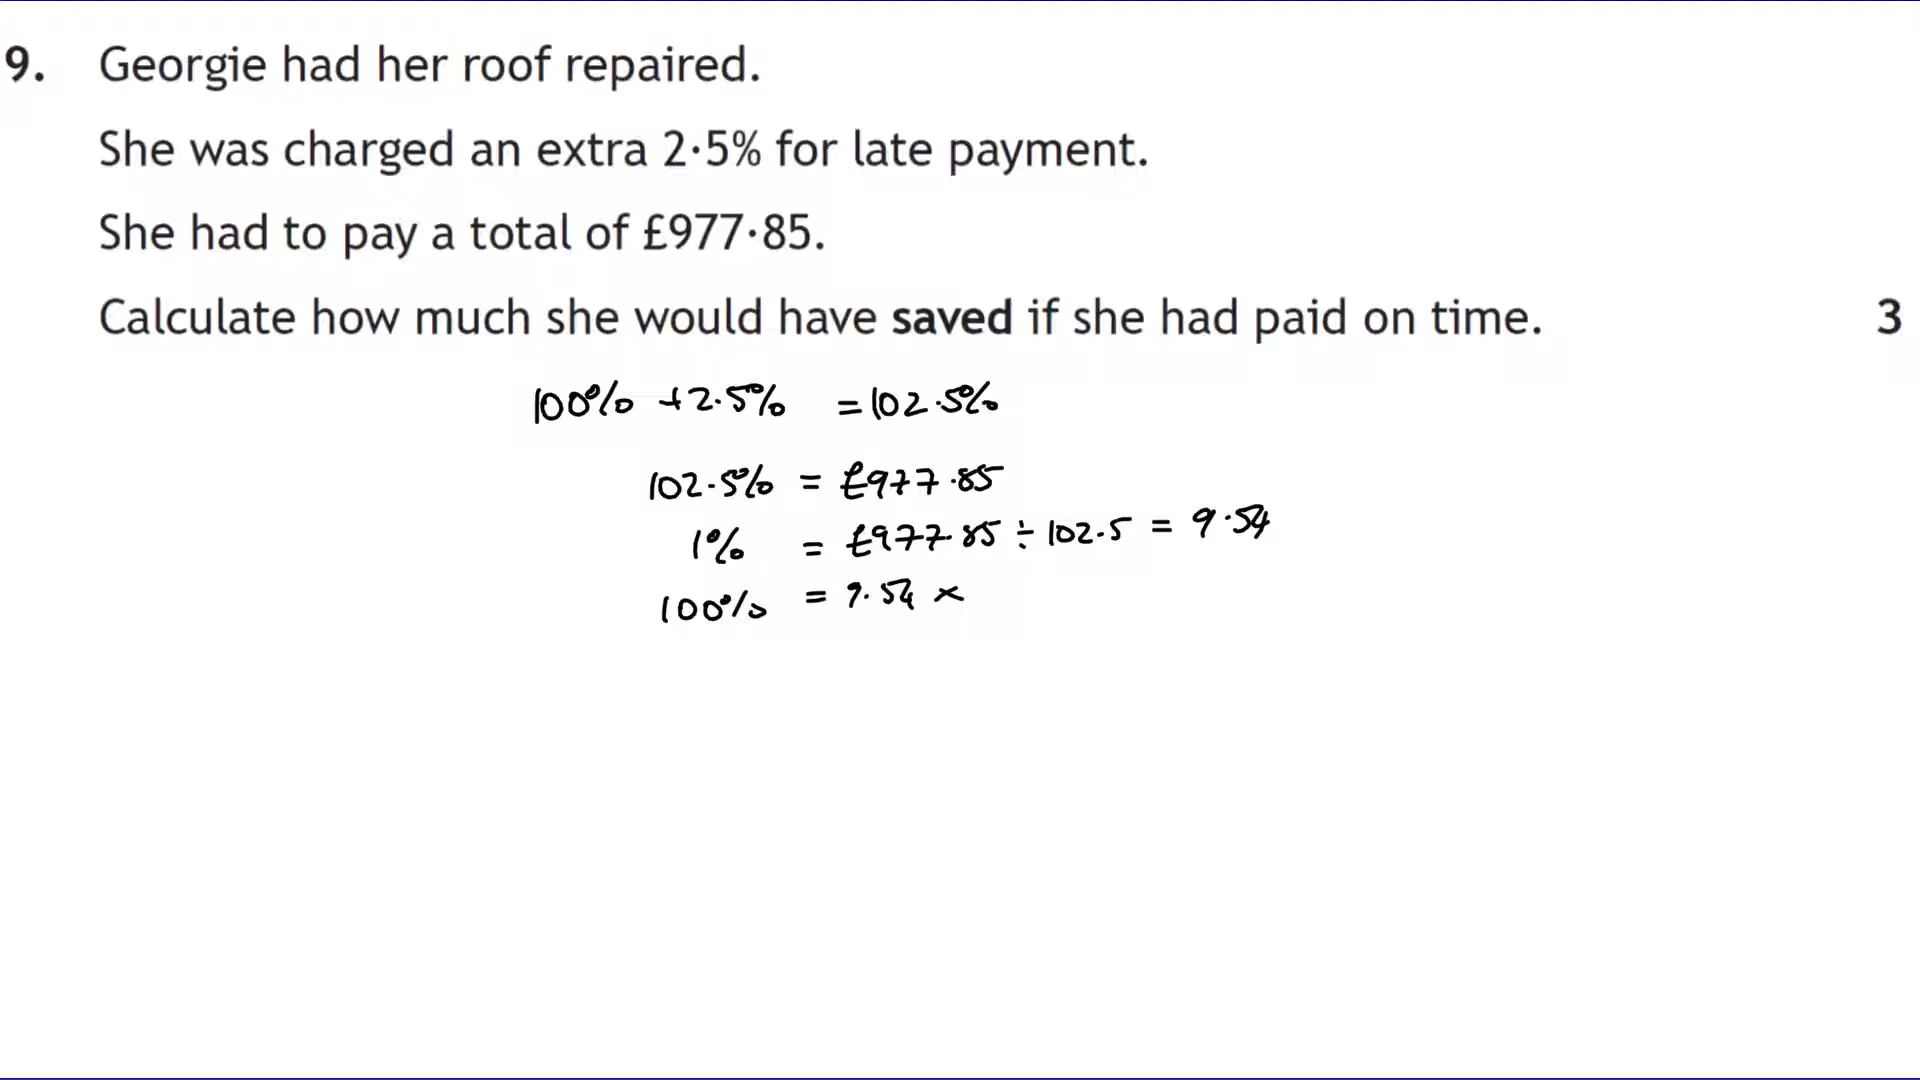 9. Georgie had her roof repaired.
She was charged an extra 2·5% for late payment.
She had to pay a total of £977·85.
Calculate how much she would have saved if she had paid on time. 3
100% + 2.5% = 102.5%
102.5% = £977.85
1% = £977.85 ÷ 102.5 = 9.54
100% = 9.54 ×